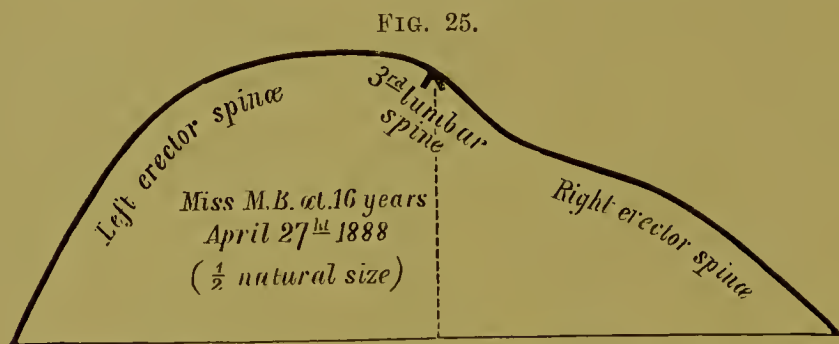 FIG. 25.
Left erector spinæ
3rd lumbar
spine
Right erector spinæ
Miss M.B. æt. 16 years
April 27th 1888
(½ natural size)